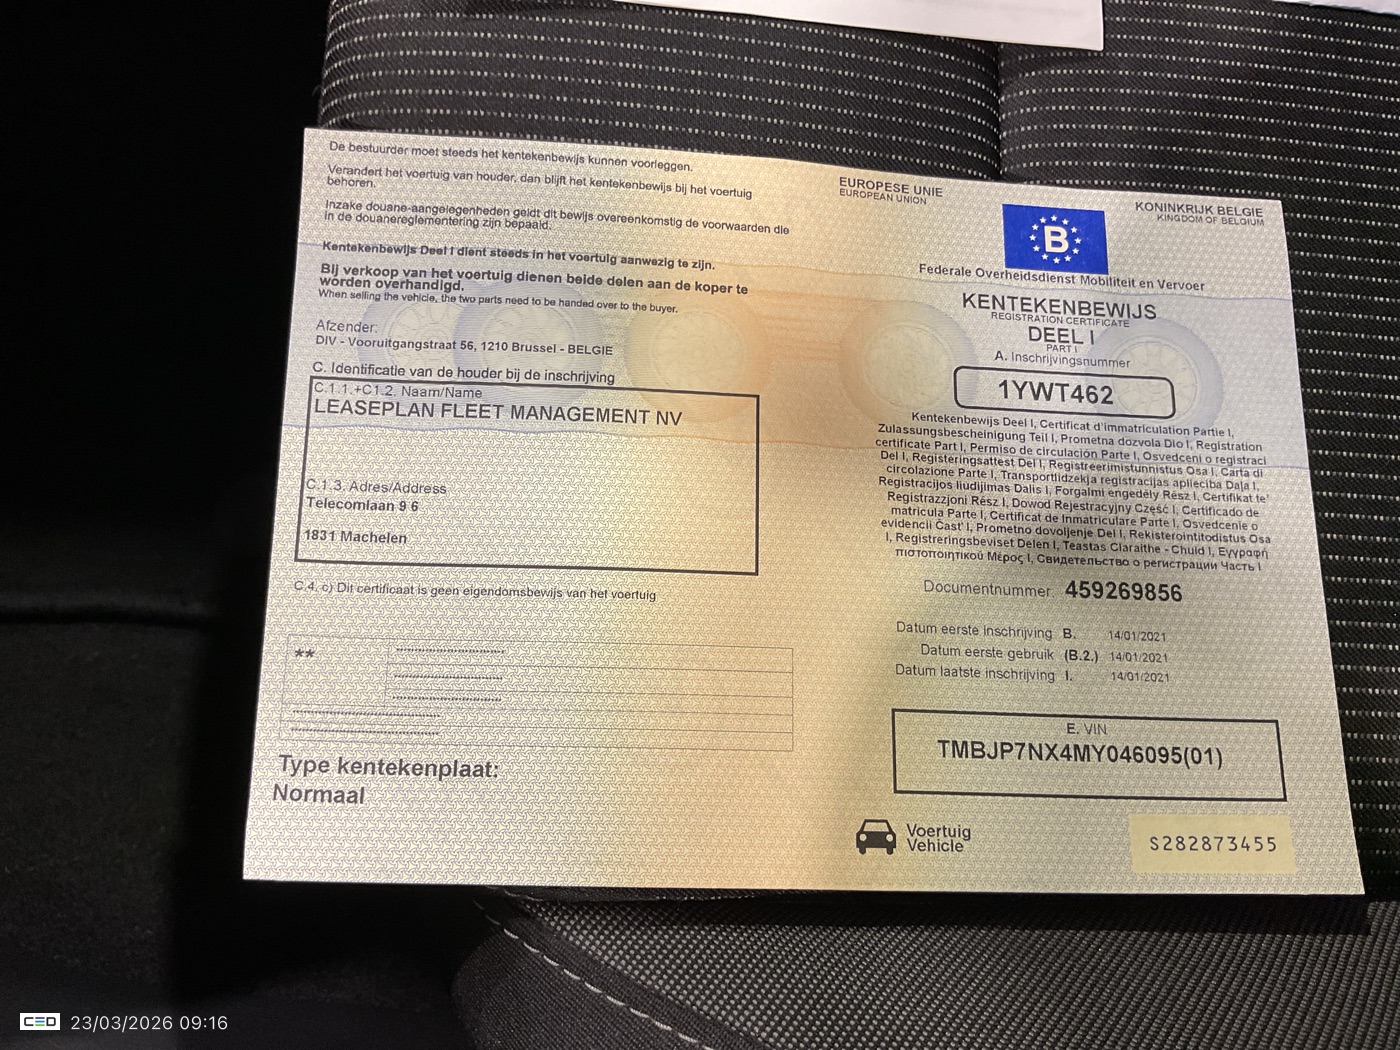 De bestuurder moet steeds het kentekenbewijs kunnen voorleggen.
Verandert het voertuig van houder, dan blijft het kentekenbewijs bij het voertuig
behoren.
Inzake douane-aangelegenheden geldt dit bewijs overeenkomstig de voorwaarden die
in de douanereglementering zijn bepaald.
Kentekenbewijs Deel I dient steeds in het voertuig aanwezig te zijn.
Bij verkoop van het voertuig dienen beide delen aan de koper te
worden overhandigd.
When selling the vehicle, the two parts need to be handed over to the buyer.
Afzender:
DIV - Vooruitgangstraat 56, 1210 Brussel - BELGIE
C. Identificatie van de houder bij de inschrijving
C.1.1.+C1.2. Naam/Name
LEASEPLAN FLEET MANAGEMENT NV
C.1.3. Adres/Address
Telecomlaan 9 6
1831 Machelen
C.4. c) Dit certificaat is geen eigendomsbewijs van het voertuig
**
Type kentekenplaat:
Normaal
EUROPESE UNIE
EUROPEAN UNION
B
KONINKRIJK BELGIE
KINGDOM OF BELGIUM
Federale Overheidsdienst Mobiliteit en Vervoer
KENTEKENBEWIJS
REGISTRATION CERTIFICATE
DEEL I
PART I
A. Inschrijvingsnummer
1YWT462
Kentekenbewijs Deel I, Certificat d'immatriculation Partie I,
Zulassungsbescheinigung Teil I, Prometna dozvola Dio I, Registration
certificate Part I, Permiso de circulación Parte I, Osvedceni o registraci
Del I, Registeringsattest Del I, Registreerimistunnistus Osa I, Carta di
circolazione Parte I, Transportlidzekja registracijas aplieciba Daļa I,
Registracijos liudijimas Dalis I, Forgalmi engedély Rész I, Certifikat te'
Registrazzjoni Rész I, Dowod Rejestracyjny Część I, Certificado de
matricula Parte I, Certificat de Inmatriculare Parte I, Osvedcenie o
evidencii Cast' I, Prometno dovoljenje Del I, Rekisterointitodistus Osa
I, Registreringsbeviset Delen I, Teastas Claraithe - Chuid I, Εγγραφή
πιστοποιητικού Μέρος I, Свидетельство о регистрации Часть I
Documentnummer 459269856
Datum eerste inschrijving B. 14/01/2021
Datum eerste gebruik (B.2.) 14/01/2021
Datum laatste inschrijving I. 14/01/2021
E. VIN
TMBJP7NX4MY046095(01)
Voertuig
Vehicle
S282873455
CED 23/03/2026 09:16